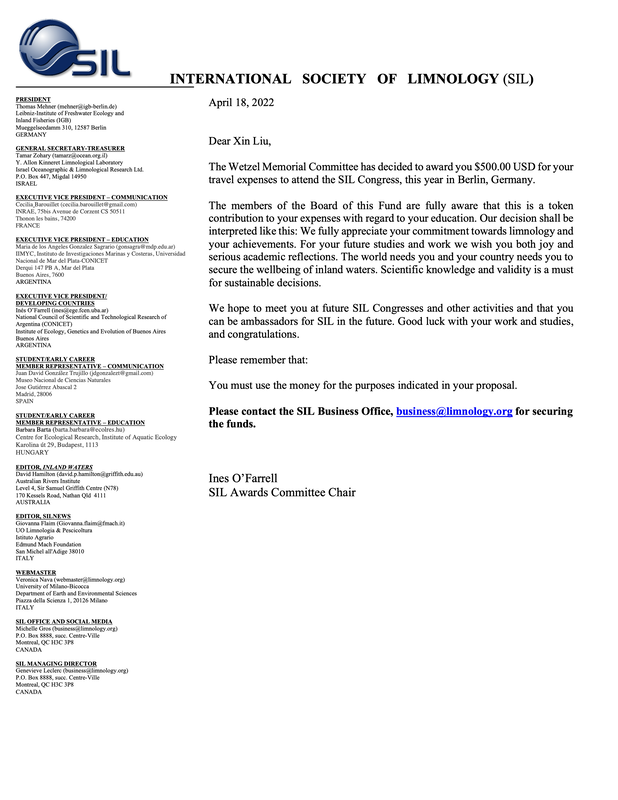 SIL
INTERNATIONAL SOCIETY OF LIMNOLOGY (SIL)
PRESIDENT
Thomas Mehner (mehner@igb-berlin.de)
Leibniz-Institute of Freshwater Ecology and
Inland Fisheries (IGB)
Mueggelseedamm 310, 12587 Berlin
GERMANY
GENERAL SECRETARY-TREASURER
Tamar Zohary (tamarz@ocean.org.il)
Y. Allon Kinneret Limnological Laboratory
Israel Oceanographic & Limnological Research Ltd.
P.O. Box 447, Migdal 14950
ISRAEL
EXECUTIVE VICE PRESIDENT – COMMUNICATION
Cecilia_Barouillet (cecilia.barouillet@gmail.com)
INRAE, 75bis Avenue de Corzent CS 50511
Thonon les bains, 74200
FRANCE
EXECUTIVE VICE PRESIDENT – EDUCATION
Maria de los Angeles Gonzalez Sagrario (gonsagra@mdp.edu.ar)
IIMYC, Instituto de Investigaciones Marinas y Costeras, Universidad
Nacional de Mar del Plata-CONICET
Derqui 147 PB A, Mar del Plata
Buenos Aires, 7600
ARGENTINA
EXECUTIVE VICE PRESIDENT/
DEVELOPING COUNTRIES
Inés O'Farrell (ines@ege.fcen.uba.ar)
National Council of Scientific and Technological Research of
Argentina (CONICET)
Institute of Ecology, Genetics and Evolution of Buenos Aires
Buenos Aires
ARGENTINA
STUDENT/EARLY CAREER
MEMBER REPRESENTATIVE – COMMUNICATION
Juan David González Trujillo (jdgonzalezt@gmail.com)
Museo Nacional de Ciencias Naturales
Jose Gutiérrez Abascal 2
Madrid, 28006
SPAIN
STUDENT/EARLY CAREER
MEMBER REPRESENTATIVE – EDUCATION
Barbara Barta (barta.barbara@ecolres.hu)
Centre for Ecological Research, Institute of Aquatic Ecology
Karolina út 29, Budapest, 1113
HUNGARY
EDITOR, INLAND WATERS
David Hamilton (david.p.hamilton@griffith.edu.au)
Australian Rivers Institute
Level 4, Sir Samuel Griffith Centre (N78)
170 Kessels Road, Nathan Qld 4111
AUSTRALIA
EDITOR, SILNEWS
Giovanna Flaim (Giovanna.flaim@fmach.it)
UO Limnologia & Pescicoltura
Istituto Agrario
Edmund Mach Foundation
San Michel all'Adige 38010
ITALY
WEBMASTER
Veronica Nava (webmaster@limnology.org)
University of Milano-Bicocca
Department of Earth and Environmental Sciences
Piazza della Scienza 1, 20126 Milano
ITALY
SIL OFFICE AND SOCIAL MEDIA
Michelle Gros (business@limnology.org)
P.O. Box 8888, succ. Centre-Ville
Montreal, QC H3C 3P8
CANADA
SIL MANAGING DIRECTOR
Genevieve Leclerc (business@limnology.org)
P.O. Box 8888, succ. Centre-Ville
Montreal, QC H3C 3P8
CANADA
April 18, 2022
Dear Xin Liu,
The Wetzel Memorial Committee has decided to award you $500.00 USD for your
travel expenses to attend the SIL Congress, this year in Berlin, Germany.
The members of the Board of this Fund are fully aware that this is a token
contribution to your expenses with regard to your education. Our decision shall be
interpreted like this: We fully appreciate your commitment towards limnology and
your achievements. For your future studies and work we wish you both joy and
serious academic reflections. The world needs you and your country needs you to
secure the wellbeing of inland waters. Scientific knowledge and validity is a must
for sustainable decisions.
We hope to meet you at future SIL Congresses and other activities and that you
can be ambassadors for SIL in the future. Good luck with your work and studies,
and congratulations.
Please remember that:
You must use the money for the purposes indicated in your proposal.
Please contact the SIL Business Office, business@limnology.org for securing
the funds.
Ines O'Farrell
SIL Awards Committee Chair